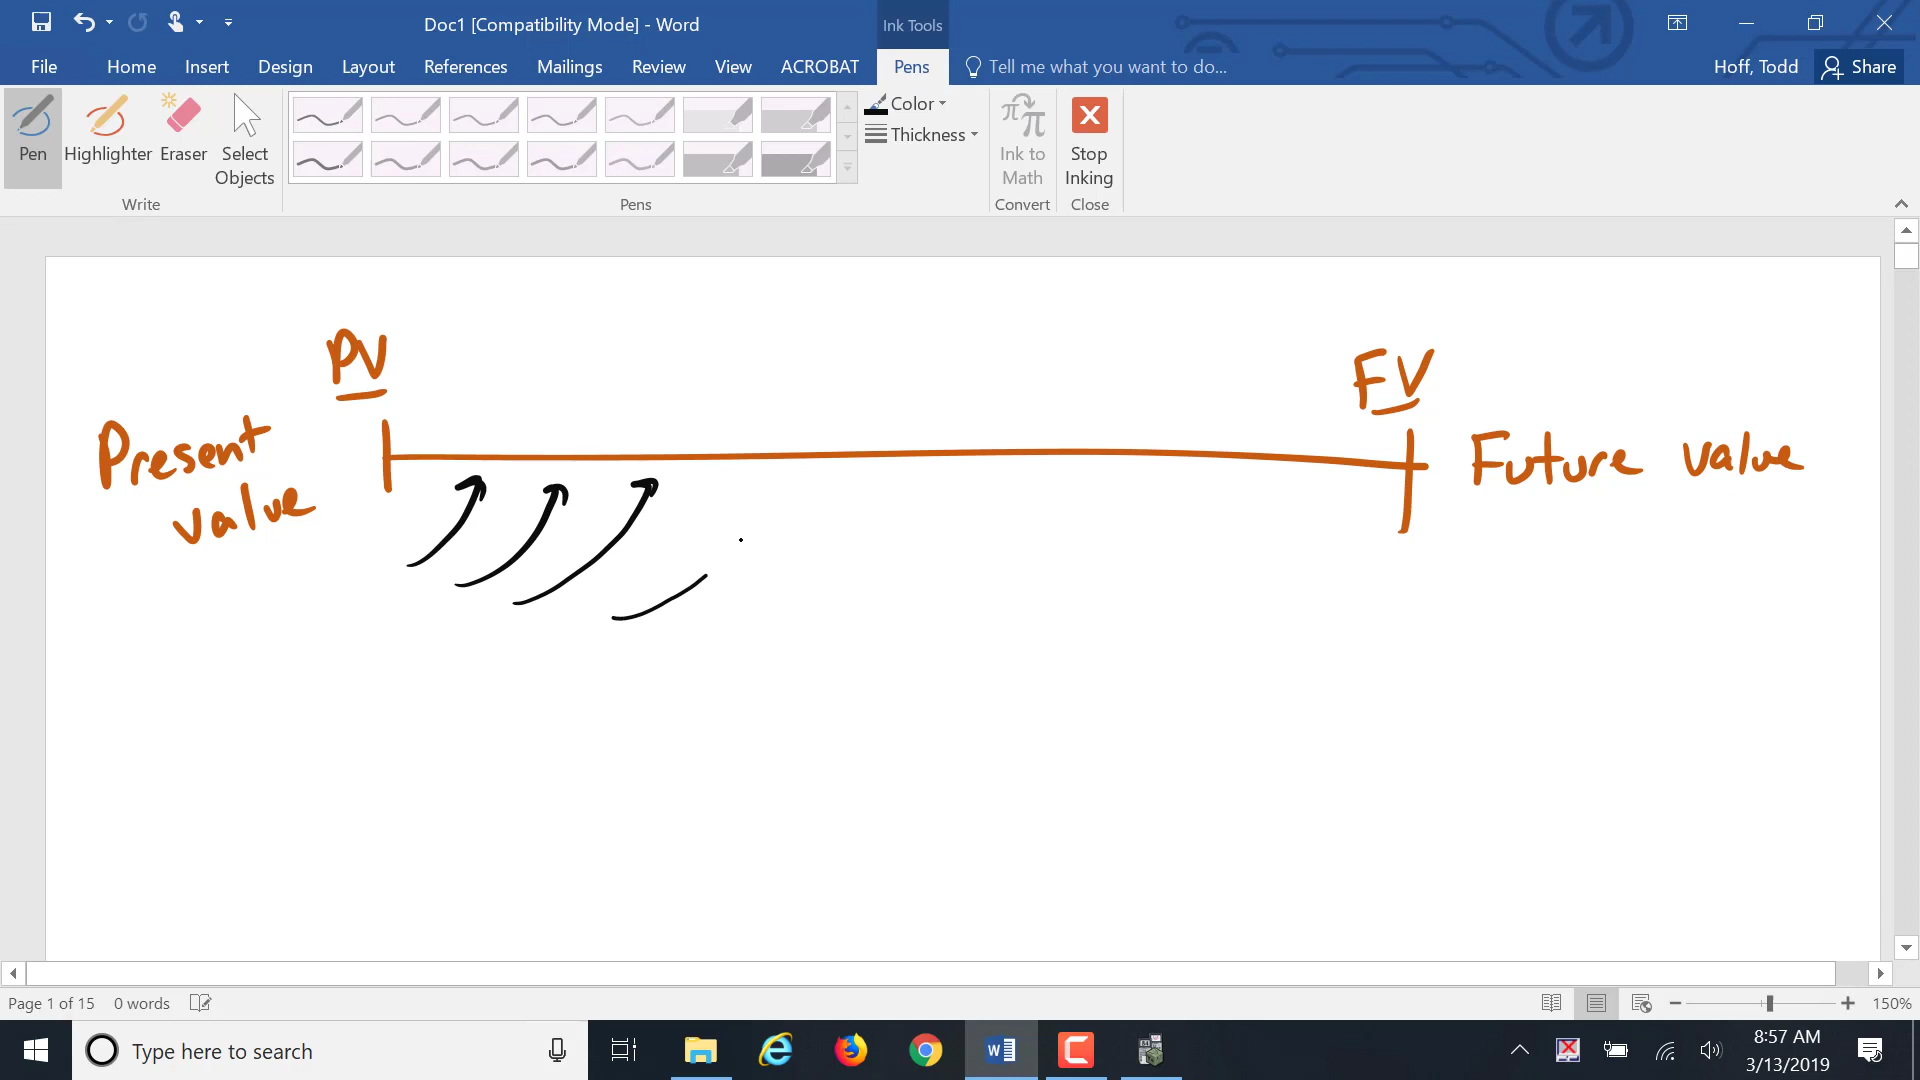 Doc1 [Compatibility Mode] - Word
Ink Tools
File Home Insert Design Layout References Mailings Review View ACROBAT Pens Tell me what you want to do... Hoff, Todd Share
Pen Highlighter Eraser Select Objects
Color
Thickness
Ink to Math
Stop Inking
Write Pens Convert Close
PV
FV
Present value
Future value
Page 1 of 15 0 words 150%
Type here to search
8:57 AM
3/13/2019